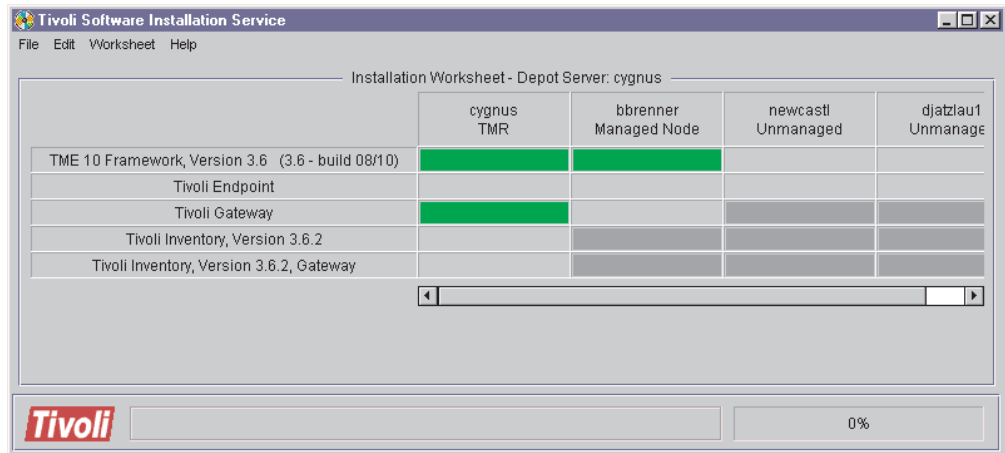 Tivoli Software Installation Service
File Edit Worksheet Help
Installation Worksheet - Depot Server: cygnus
cygnus
TMR
bbrenner
Managed Node
newcastl
Unmanaged
djatzlau1
Unmanage
TME 10 Framework, Version 3.6 (3.6 - build 08/10)
Tivoli Endpoint
Tivoli Gateway
Tivoli Inventory, Version 3.6.2
Tivoli Inventory, Version 3.6.2, Gateway
Tivoli
0%